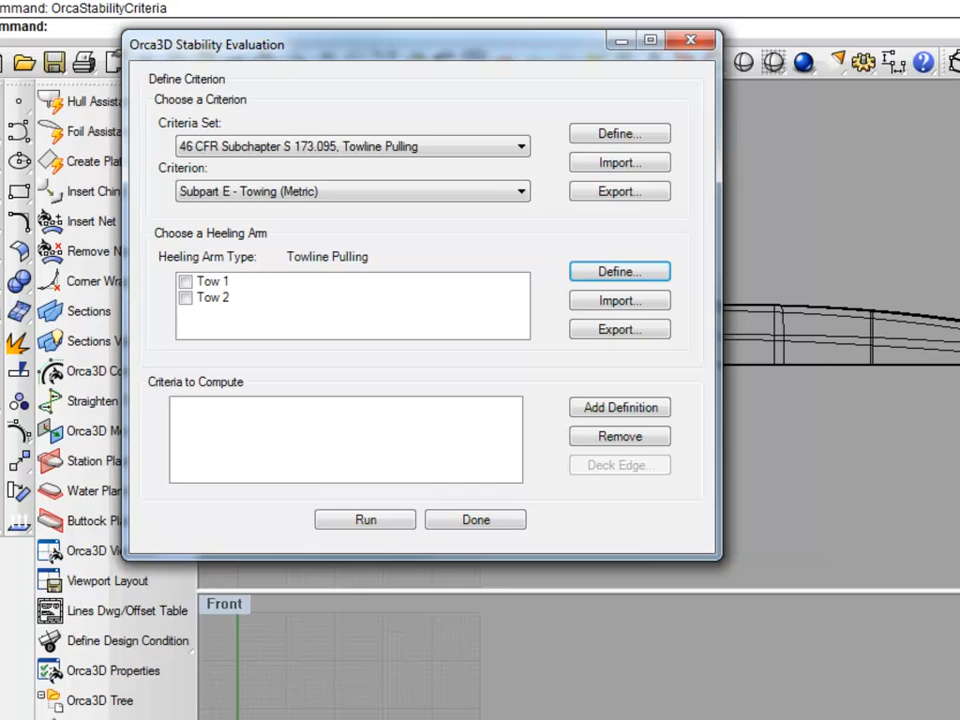 mmand: OrcaStabilityCriteria
mmand:
Orca3D Stability Evaluation
Define Criterion
Choose a Criterion
Criteria Set:
46 CFR Subchapter S 173.095, Towline Pulling
Define...
Import...
Criterion:
Subpart E - Towing (Metric)
Export...
Choose a Heeling Arm
Heeling Arm Type: Towline Pulling
Tow 1
Tow 2
Define...
Import...
Export...
Criteria to Compute
Add Definition
Remove
Deck Edge...
Run
Done
Hull Assista
Foil Assista
Create Pla
Insert Chin
Insert Net
Remove N
Corner Wra
Sections
Sections V
Orca3D Co
Straighten
Orca3D M
Station Pla
Water Plan
Buttock Pl
Orca3D Vi
Viewport Layout
Lines Dwg/Offset Table
Define Design Condition
Orca3D Properties
Orca3D Tree
Front